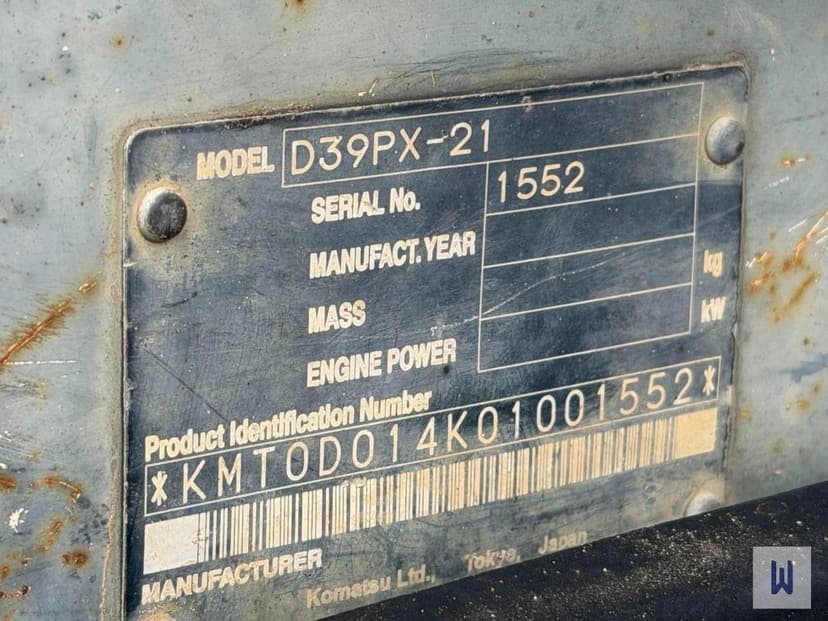 MODEL D39PX-21
SERIAL No. 1552
MANUFACT. YEAR
MASS kg
ENGINE POWER kW
Product Identification Number
*KMT0D014K01001552*
MANUFACTURER Komatsu Ltd., Tokyo, Japan
W